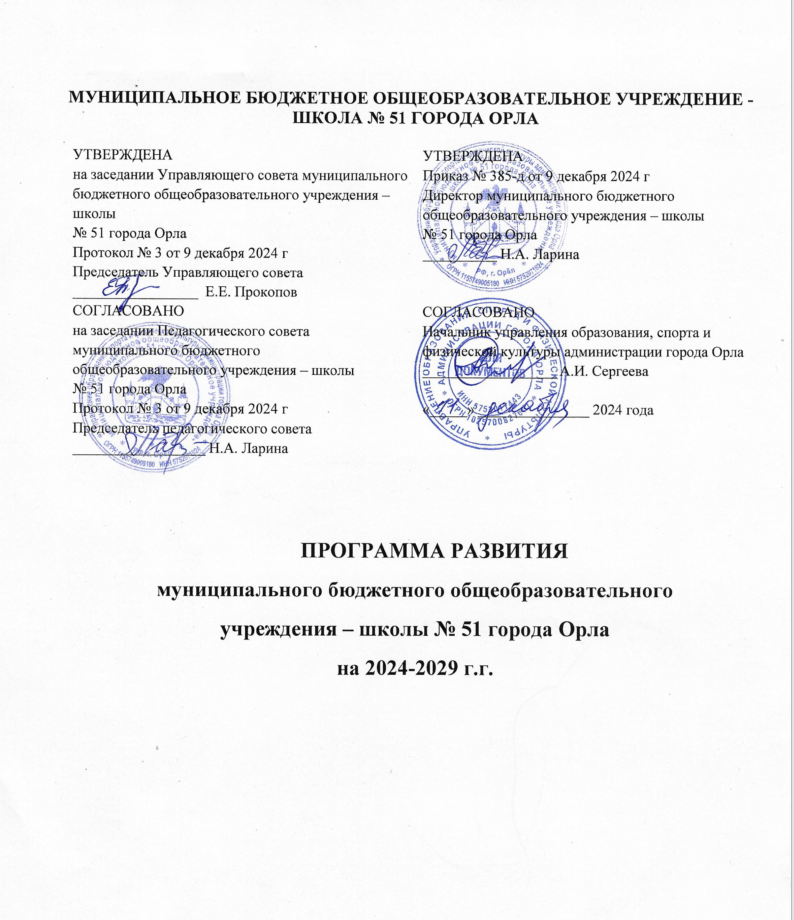 МУНИЦИПАЛЬНОЕ БЮДЖЕТНОЕ ОБЩЕОБРАЗОВАТЕЛЬНОЕ УЧРЕЖДЕНИЕ -
ШКОЛА № 51 ГОРОДА ОРЛА
УТВЕРЖДЕНА
на заседании Управляющего совета муниципального
бюджетного общеобразовательного учреждения –
школы
№ 51 города Орла
Протокол № 3 от 9 декабря 2024 г
Председатель Управляющего совета
Е.Е. Прокопов
СОГЛАСОВАНО
на заседании Педагогического совета
муниципального бюджетного
общеобразовательного учреждения – школы
№ 51 города Орла
Протокол № 3 от 9 декабря 2024 г
Председатель педагогического совета
Н.А. Ларина
УТВЕРЖДЕНА
Приказ № 385-д от 9 декабря 2024 г
Директор муниципального бюджетного
общеобразовательного учреждения – школы
№ 51 города Орла
Н.А. Ларина
РФ, г. Орёл
СОГЛАСОВАНО
Начальник управления образования, спорта и
физической культуры администрации города Орла
А.И. Сергеева
ДОКУМЕНТОВ
декабря 2024 года
ПРОГРАММА РАЗВИТИЯ
муниципального бюджетного общеобразовательного
учреждения – школы № 51 города Орла
на 2024-2029 г.г.